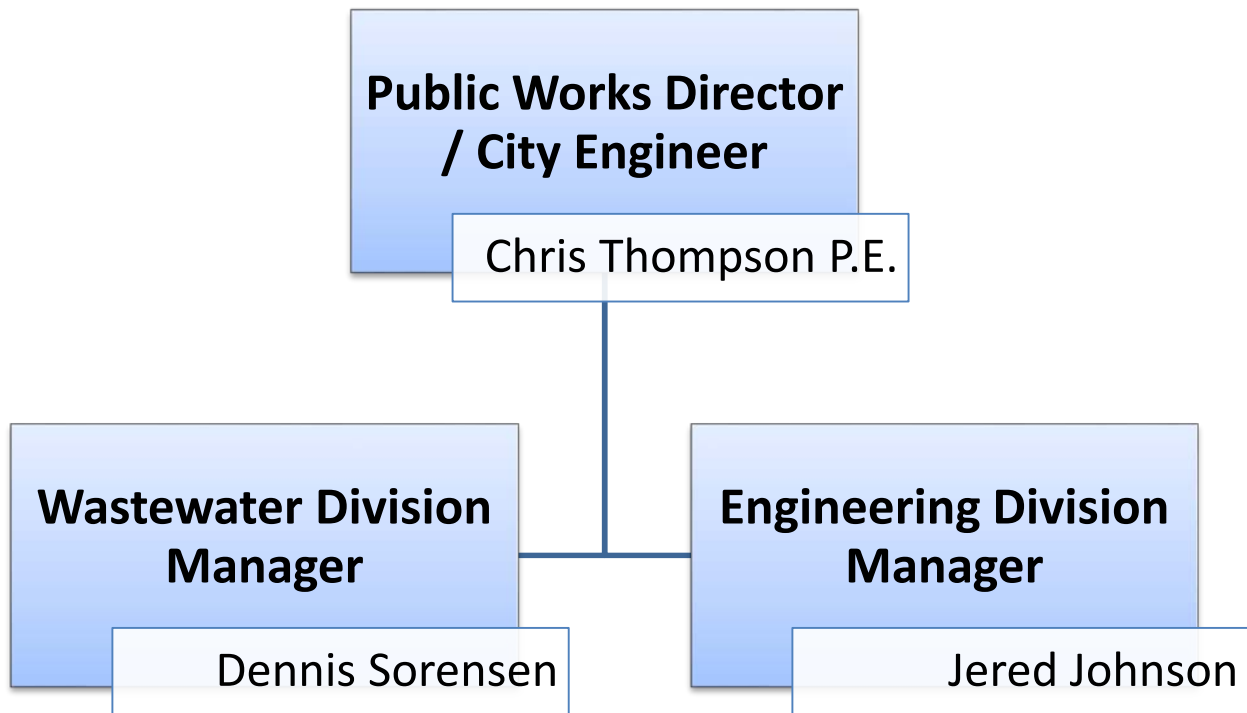 Public Works Director
/ City Engineer
Chris Thompson P.E.
Wastewater Division
Manager
Dennis Sorensen
Engineering Division
Manager
Jered Johnson